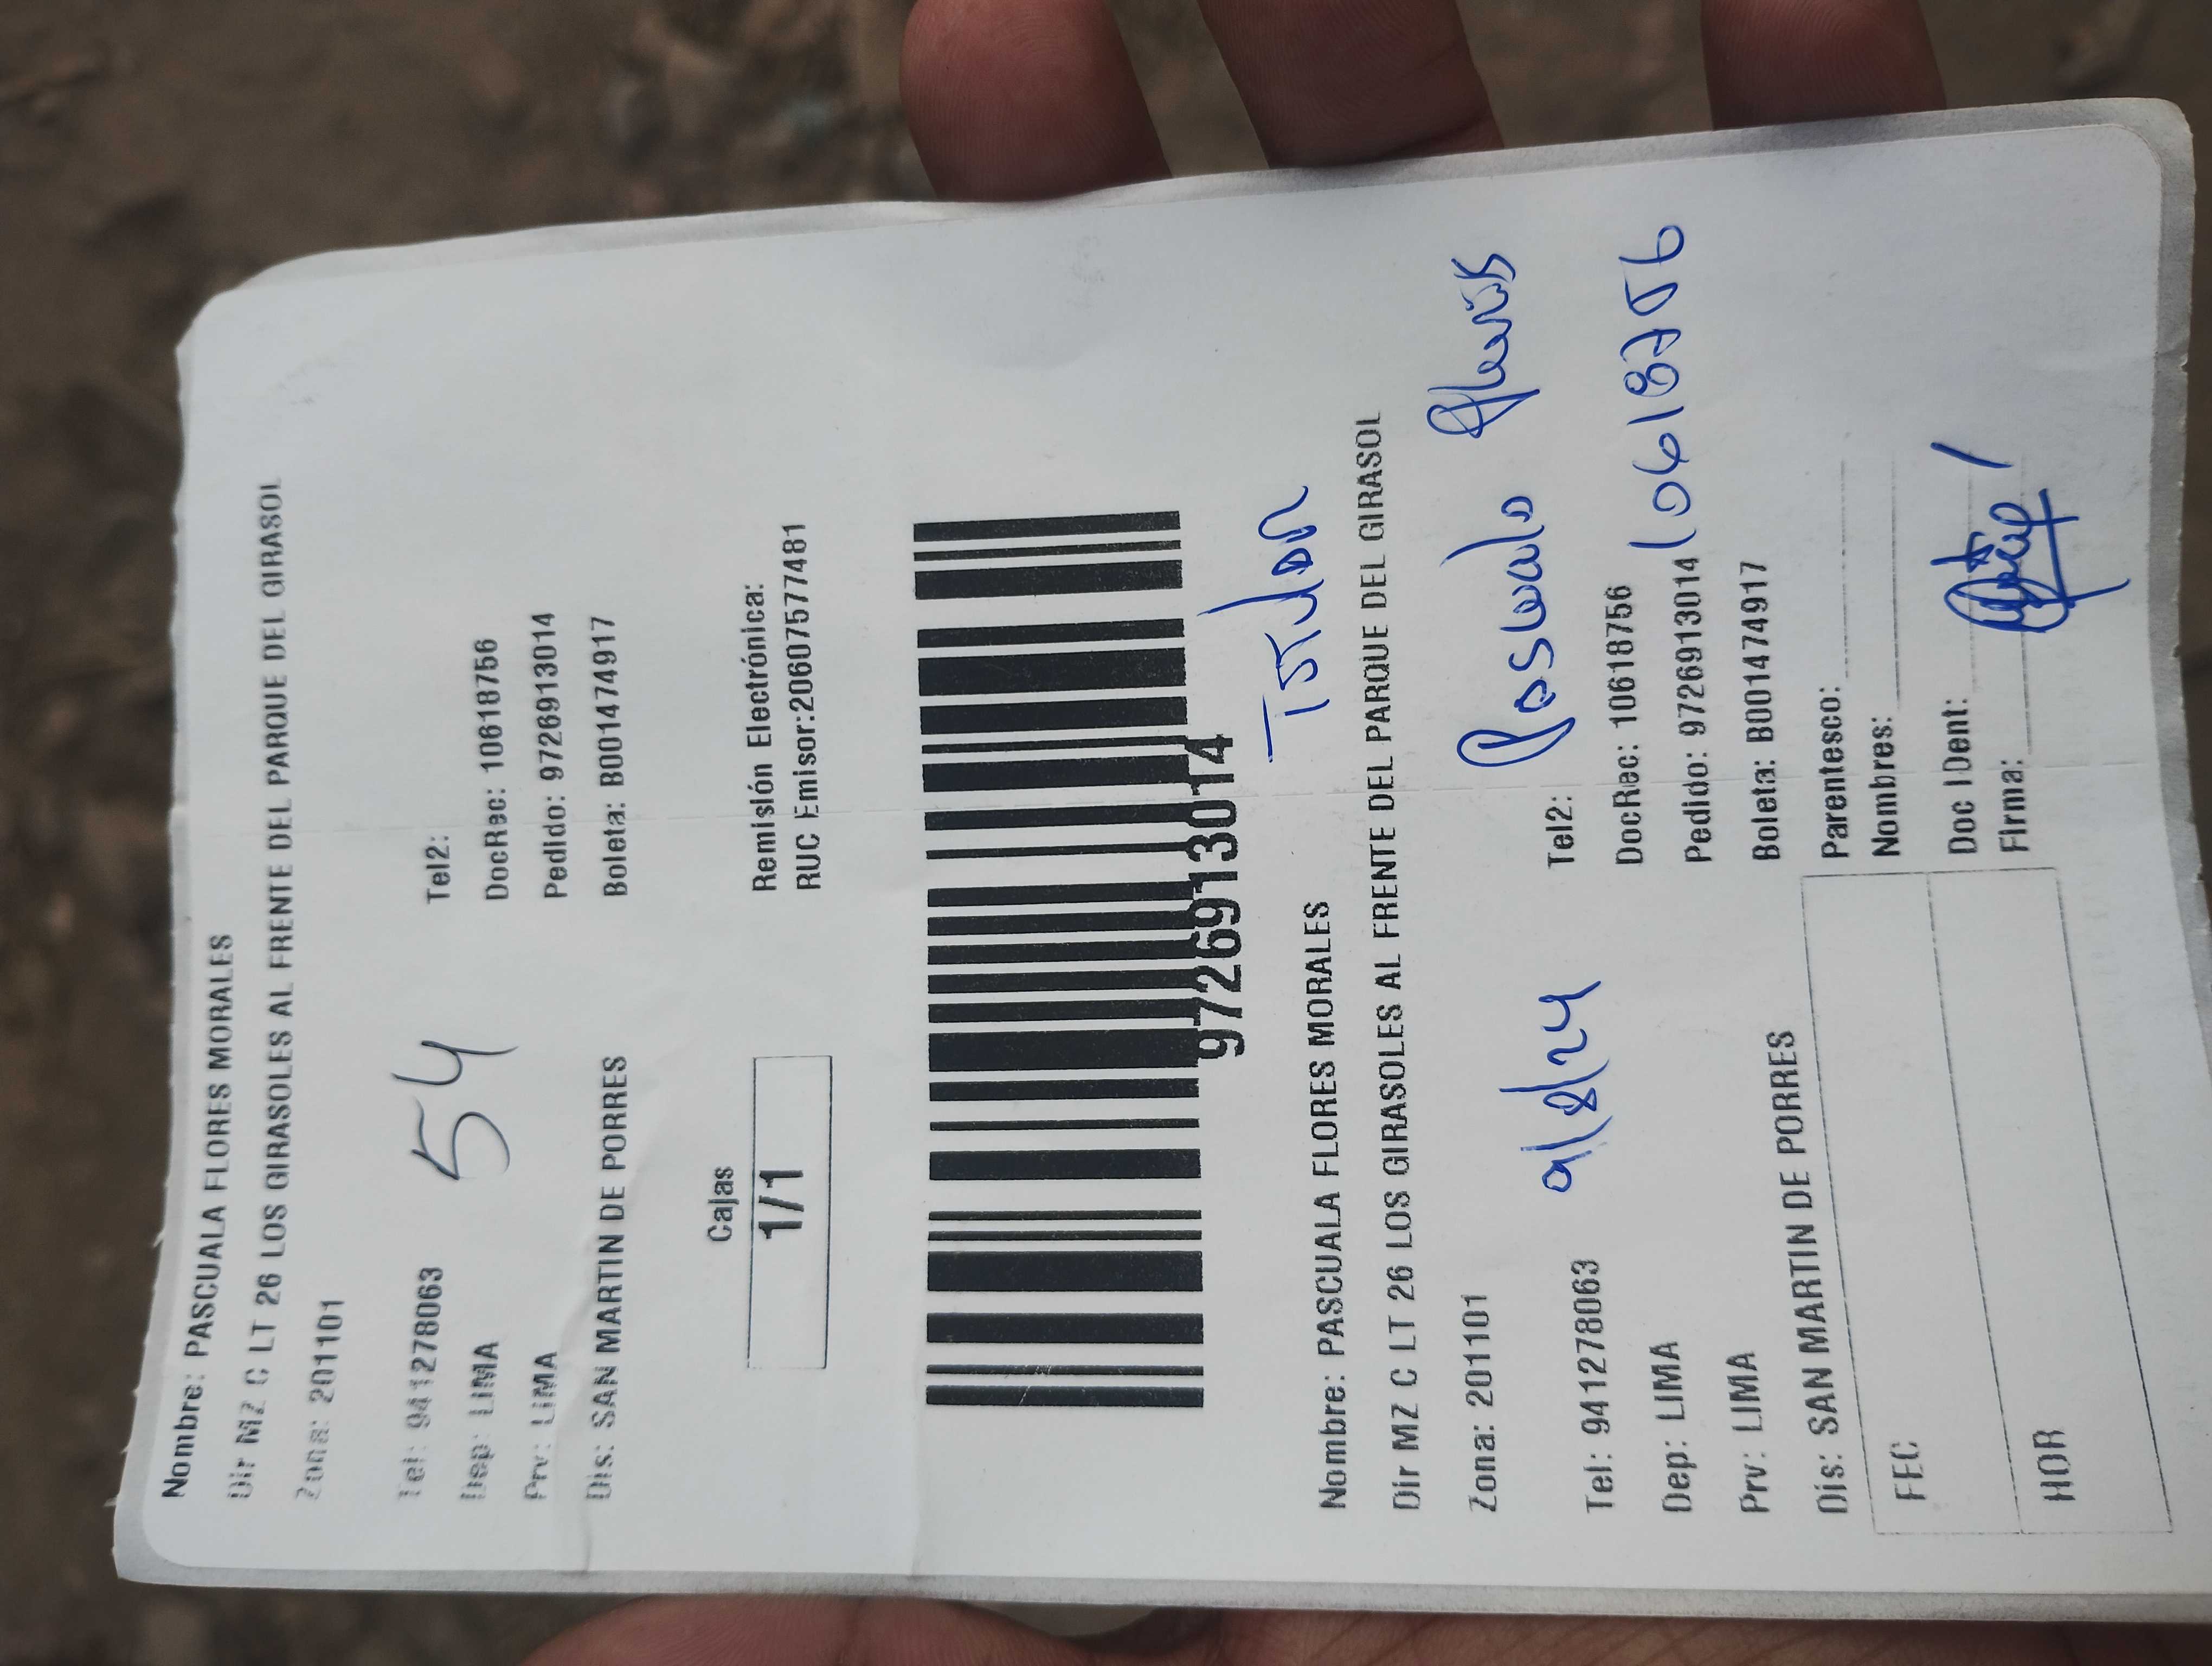 Nombre: PASCUALA FLORES MORALES
Dir MZ C LT 26 LOS GIRASOLES AL FRENTE DEL PARQUE DEL GIRASOL
Zona: 201101
Tel: 941278063 54 Tel2:
Dep: LIMA DocRec: 10618756
Prv: LIMA Pedido: 9726913014
Dis: SAN MARTIN DE PORRES Boleta: B001474917
Cajas Remisión Electrónica:
1/1 RUC Emisor:20607577481
9726913014
Nombre: PASCUALA FLORES MORALES
Dir MZ C LT 26 LOS GIRASOLES AL FRENTE DEL PARQUE DEL GIRASOL
Zona: 201101
9/8/24
Tel: 941278063 Tel2:
Dep: LIMA DocRec: 10618756
10618756
Prv: LIMA Pedido: 9726913014
Dis: SAN MARTIN DE PORRES Boleta: B001474917
Parentesco:
FEC Nombres:
Doc IDent:
HOR Firma: